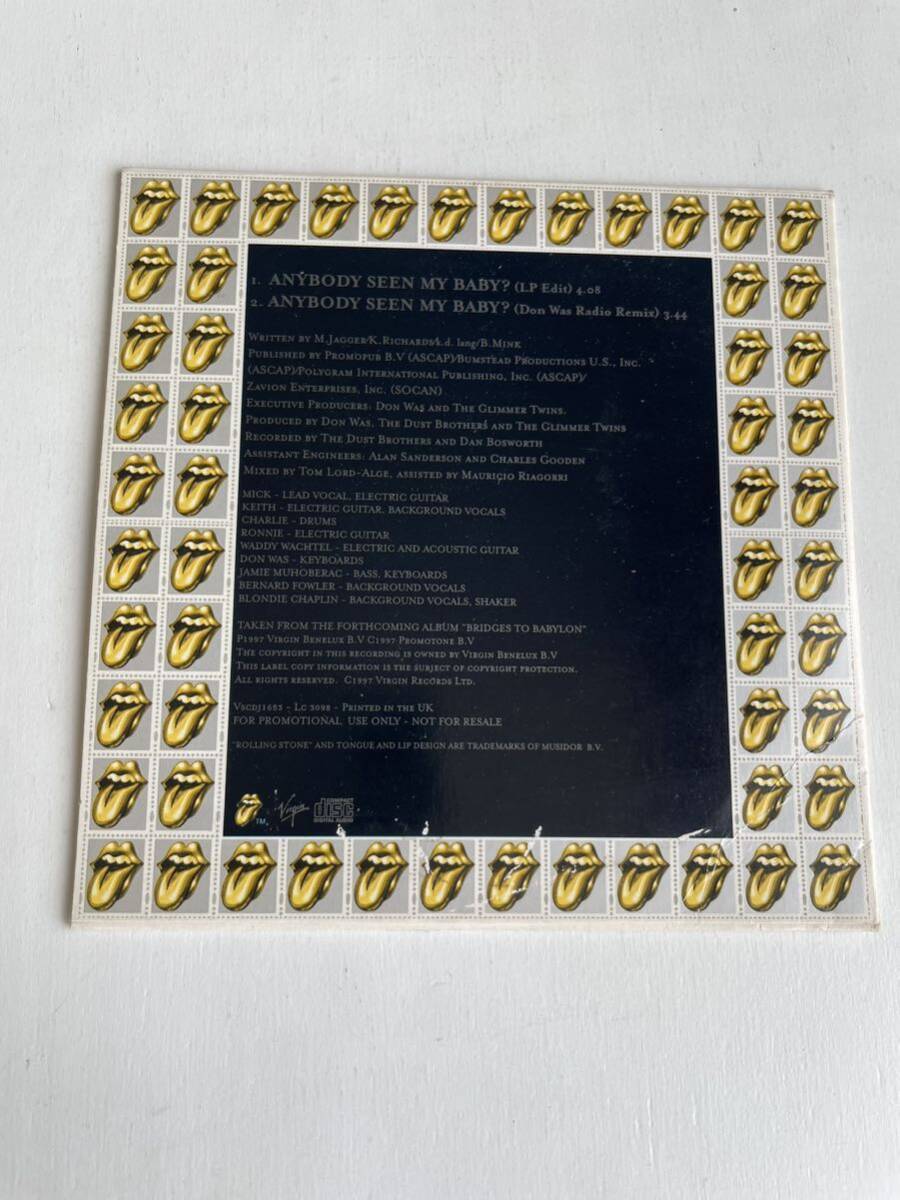 1. ANYBODY SEEN MY BABY? (LP Edit) 4.08
2. ANYBODY SEEN MY BABY? (Don Was Radio Remix) 3.44
Written by M.Jagger/K.Richards/k.d. lang/B.Mink
Published by Promopub B.V (ASCAP)/Bumstead Productions U.S., Inc.
(ASCAP)/Polygram International Publishing, Inc. (ASCAP)/
Zavion Enterprises, Inc. (SOCAN)
Executive Producers: Don Was and The Glimmer Twins.
Produced by Don Was, The Dust Brothers and The Glimmer Twins
Recorded by The Dust Brothers and Dan Bosworth
Assistant Engineers: Alan Sanderson and Charles Gooden
Mixed by Tom Lord-Alge, assisted by Mauriçio Riagorri
MICK - LEAD VOCAL, ELECTRIC GUITAR
KEITH - ELECTRIC GUITAR, BACKGROUND VOCALS
CHARLIE - DRUMS
RONNIE - ELECTRIC GUITAR
WADDY WACHTEL - ELECTRIC AND ACOUSTIC GUITAR
DON WAS - KEYBOARDS
JAMIE MUHOBERAC - BASS, KEYBOARDS
BERNARD FOWLER - BACKGROUND VOCALS
BLONDIE CHAPLIN - BACKGROUND VOCALS, SHAKER
TAKEN FROM THE FORTHCOMING ALBUM "BRIDGES TO BABYLON"
P1997 Virgin Benelux B.V C1997 Promotone B.V
The copyright in this recording is owned by Virgin Benelux B.V
This label copy information is the subject of copyright protection.
All rights reserved. C1997 Virgin Records Ltd.
VSCDJ1653 - LC 3098 - Printed in the UK
FOR PROMOTIONAL USE ONLY - NOT FOR RESALE
"ROLLING STONE" AND TONGUE AND LIP DESIGN ARE TRADEMARKS OF MUSIDOR B.V.
TM Virgin COMPACT disc DIGITAL AUDIO